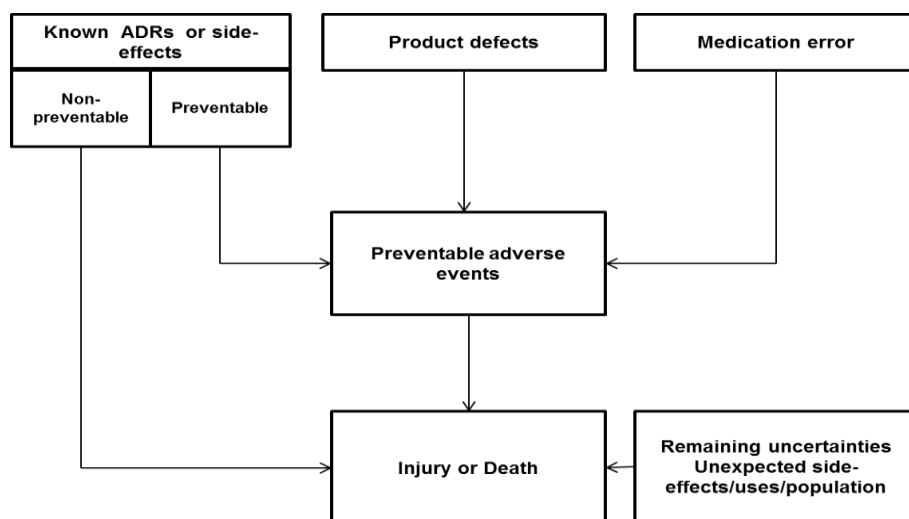 Known ADRs or side-
effects
Product defects
Medication error
Non-
preventable
Preventable
Preventable adverse
events
Injury or Death
Remaining uncertainties
Unexpected side-
effects/uses/population